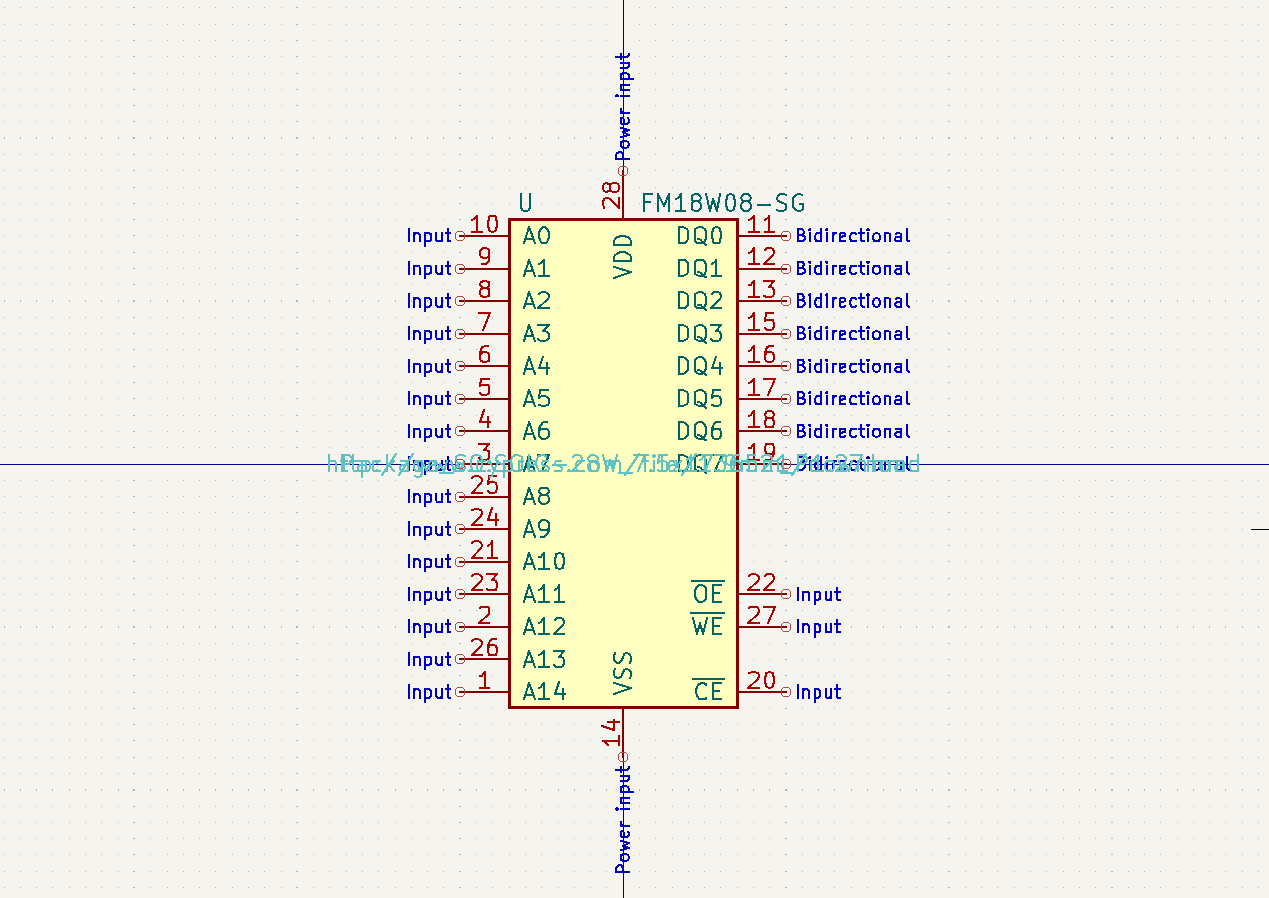 Power input
28
U FM18W08-SG
VDD
Input 10 A0 DQ0 11 Bidirectional
Input 9 A1 DQ1 12 Bidirectional
Input 8 A2 DQ2 13 Bidirectional
Input 7 A3 DQ3 15 Bidirectional
Input 6 A4 DQ4 16 Bidirectional
Input 5 A5 DQ5 17 Bidirectional
Input 4 A6 DQ6 18 Bidirectional
Input 3 A7 DQ7 19 Bidirectional
Input 25 A8
Input 24 A9
Input 21 A10
Input 23 A11 OE 22 Input
Input 2 A12 WE 27 Input
Input 26 A13
Input 1 A14 CE 20 Input
VSS
14
Power input